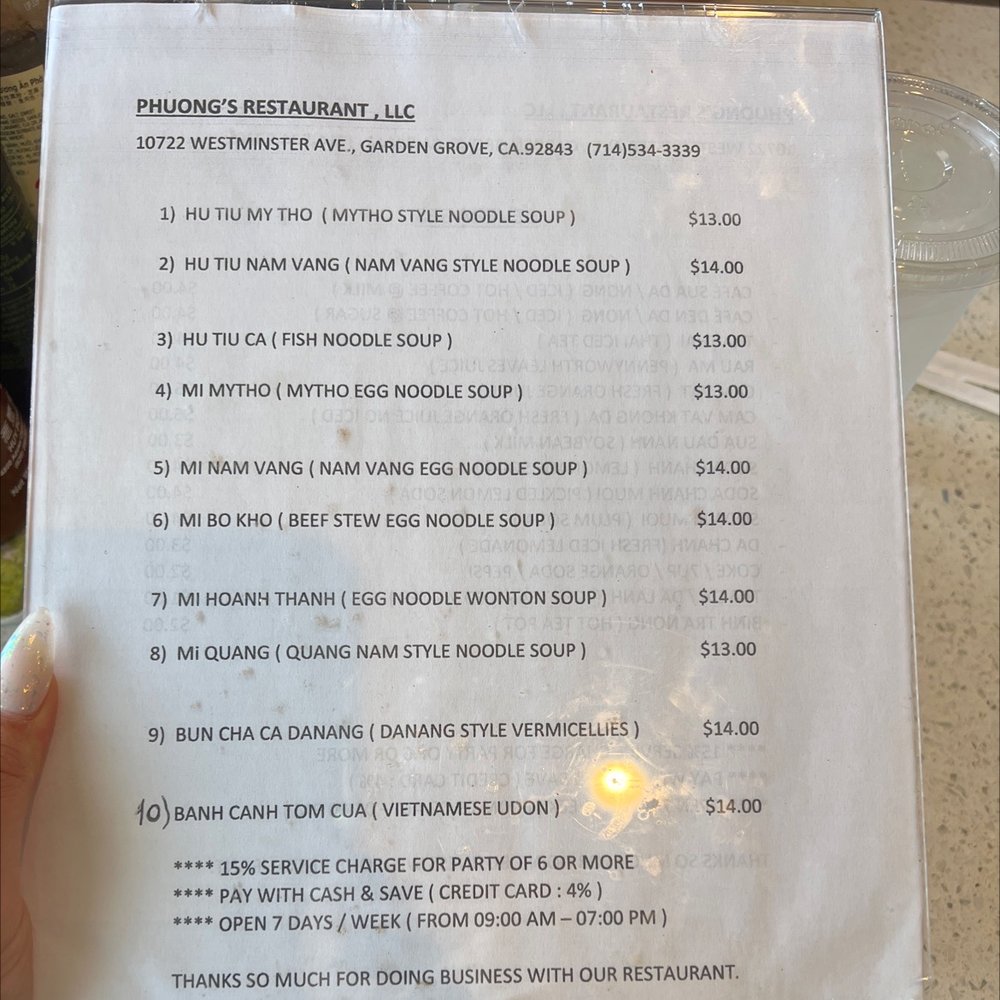 PHUONG'S RESTAURANT , LLC
10722 WESTMINSTER AVE., GARDEN GROVE, CA.92843 (714)534-3339
1) HU TIU MY THO ( MYTHO STYLE NOODLE SOUP ) $13.00
2) HU TIU NAM VANG ( NAM VANG STYLE NOODLE SOUP ) $14.00
3) HU TIU CA ( FISH NOODLE SOUP ) $13.00
4) MI MYTHO ( MYTHO EGG NOODLE SOUP ) $13.00
5) MI NAM VANG ( NAM VANG EGG NOODLE SOUP ) $14.00
6) MI BO KHO ( BEEF STEW EGG NOODLE SOUP ) $14.00
7) MI HOANH THANH ( EGG NOODLE WONTON SOUP ) $14.00
8) Mi QUANG ( QUANG NAM STYLE NOODLE SOUP ) $13.00
9) BUN CHA CA DANANG ( DANANG STYLE VERMICELLIES ) $14.00
10) BANH CANH TOM CUA ( VIETNAMESE UDON ) $14.00
**** 15% SERVICE CHARGE FOR PARTY OF 6 OR MORE
**** PAY WITH CASH & SAVE ( CREDIT CARD : 4% )
**** OPEN 7 DAYS / WEEK ( FROM 09:00 AM – 07:00 PM )
THANKS SO MUCH FOR DOING BUSINESS WITH OUR RESTAURANT.